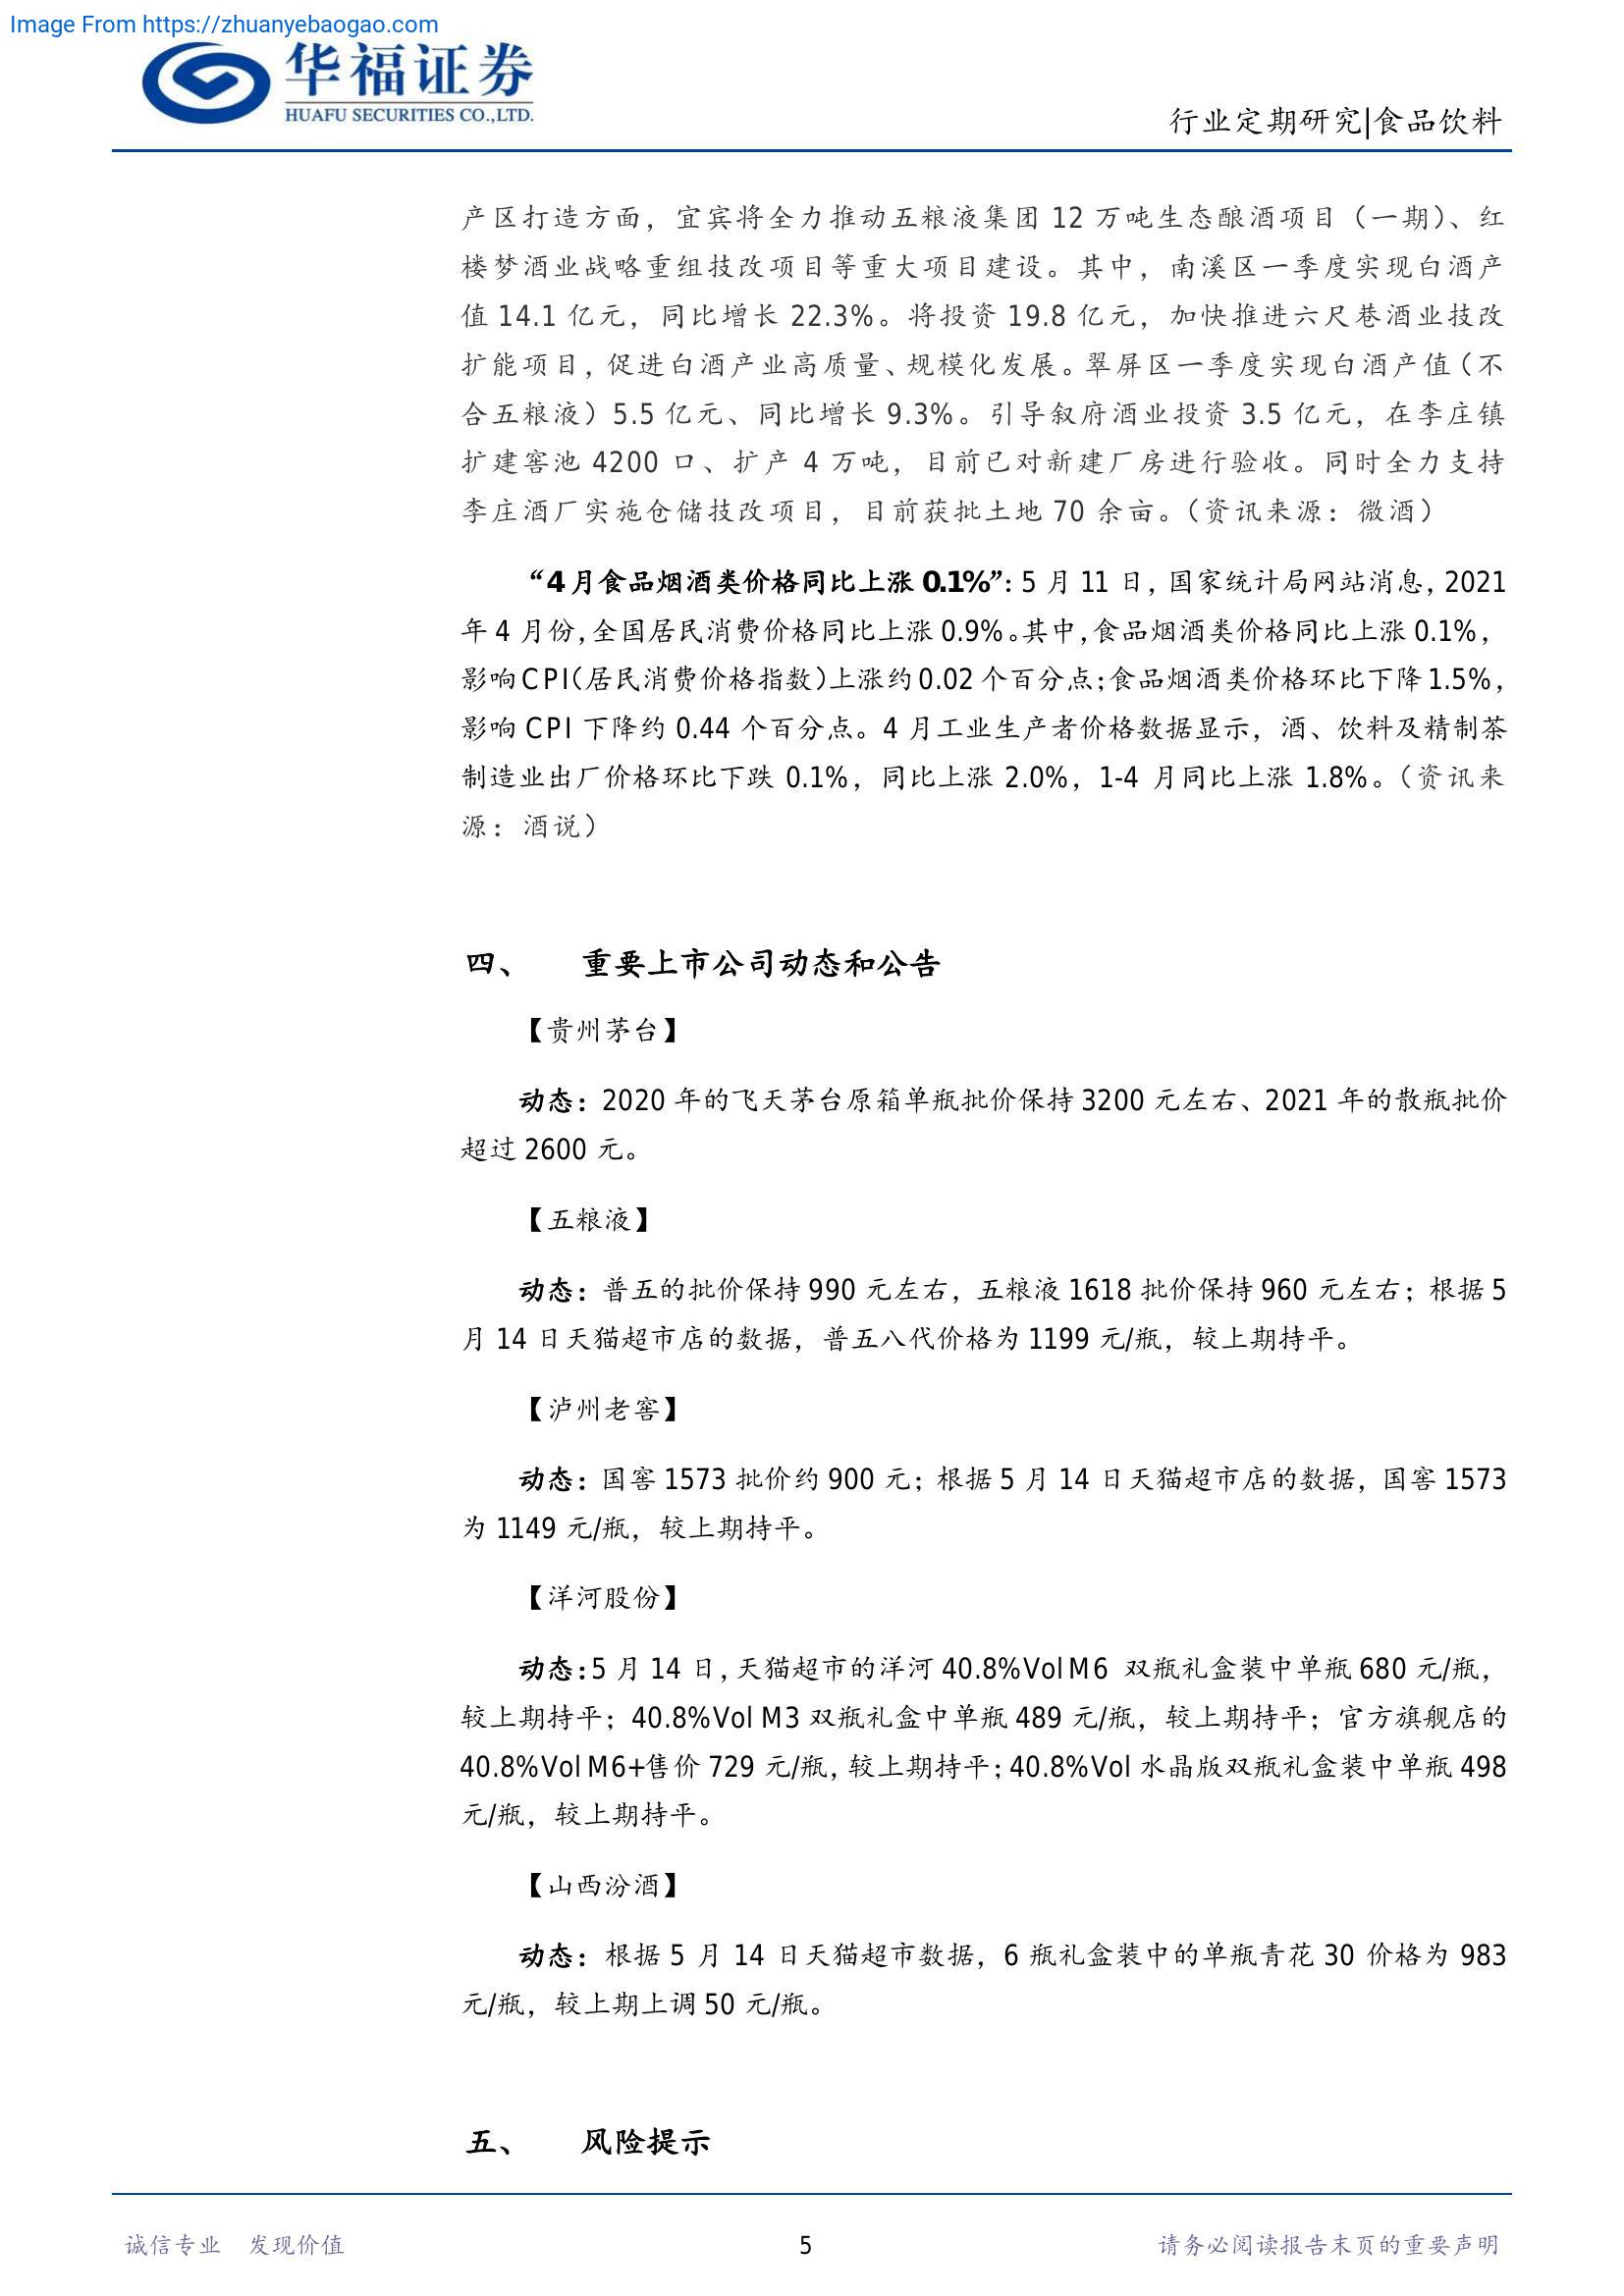 Image From https://zhuanyebaogao.com
华福证券
HUAFU SECURITIES CO.,LTD.
行业定期研究|食品饮料
产区打造方面，宜宾将全力推动五粮液集团 12 万吨生态酿酒项目（一期）、红
楼梦酒业战略重组技改项目等重大项目建设。其中，南溪区一季度实现白酒产
值 14.1 亿元，同比增长 22.3%。将投资 19.8 亿元，加快推进六尺巷酒业技改
扩能项目，促进白酒产业高质量、规模化发展。翠屏区一季度实现白酒产值（不
合五粮液）5.5 亿元、同比增长 9.3%。引导叙府酒业投资 3.5 亿元，在李庄镇
扩建窖池 4200 口、扩产 4 万吨，目前已对新建厂房进行验收。同时全力支持
李庄酒厂实施仓储技改项目，目前获批土地 70 余亩。（资讯来源：微酒）
“4 月食品烟酒类价格同比上涨 0.1%”：5 月 11 日，国家统计局网站消息，2021
年 4 月份，全国居民消费价格同比上涨 0.9%。其中，食品烟酒类价格同比上涨 0.1%，
影响 CPI（居民消费价格指数）上涨约 0.02 个百分点；食品烟酒类价格环比下降 1.5%，
影响 CPI 下降约 0.44 个百分点。4 月工业生产者价格数据显示，酒、饮料及精制茶
制造业出厂价格环比下跌 0.1%，同比上涨 2.0%，1-4 月同比上涨 1.8%。（资讯来
源：酒说）
四、 重要上市公司动态和公告
【贵州茅台】
动态：2020 年的飞天茅台原箱单瓶批价保持 3200 元左右、2021 年的散瓶批价
超过 2600 元。
【五粮液】
动态：普五的批价保持 990 元左右，五粮液 1618 批价保持 960 元左右；根据 5
月 14 日天猫超市店的数据，普五八代价格为 1199 元/瓶，较上期持平。
【泸州老窖】
动态：国窖 1573 批价约 900 元；根据 5 月 14 日天猫超市店的数据，国窖 1573
为 1149 元/瓶，较上期持平。
【洋河股份】
动态：5 月 14 日，天猫超市的洋河 40.8%Vol M6 双瓶礼盒装中单瓶 680 元/瓶，
较上期持平；40.8%Vol M3 双瓶礼盒中单瓶 489 元/瓶，较上期持平；官方旗舰店的
40.8%Vol M6+售价 729 元/瓶，较上期持平；40.8%Vol 水晶版双瓶礼盒装中单瓶 498
元/瓶，较上期持平。
【山西汾酒】
动态：根据 5 月 14 日天猫超市数据，6 瓶礼盒装中的单瓶青花 30 价格为 983
元/瓶，较上期上调 50 元/瓶。
五、 风险提示
诚信专业 发现价值
5
请务必阅读报告末页的重要声明